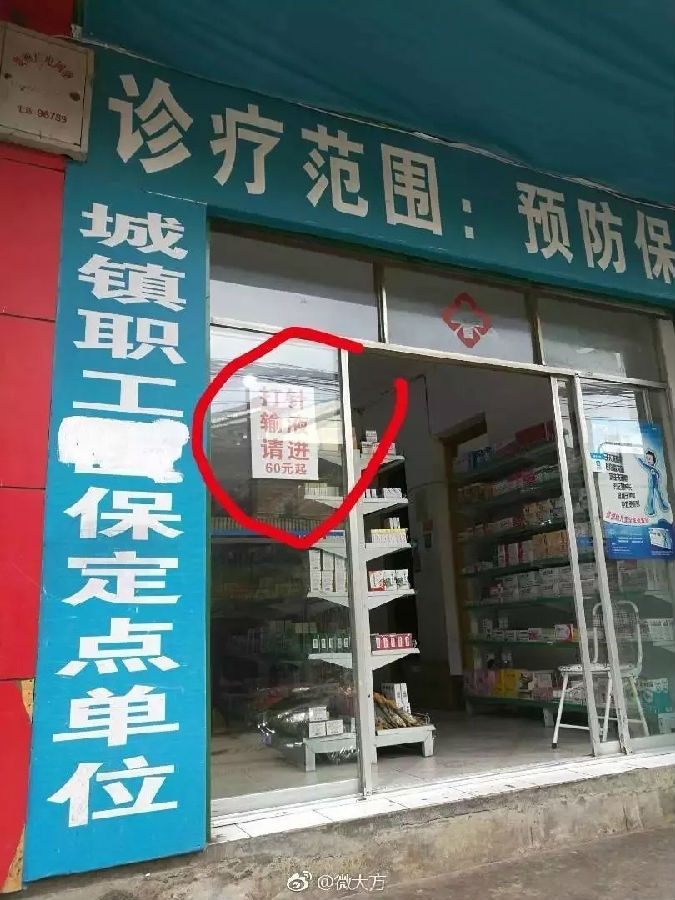 96789
诊疗范围：预防保
城镇职工
保定点单位
打针
输液
请进
60元起
@微大方